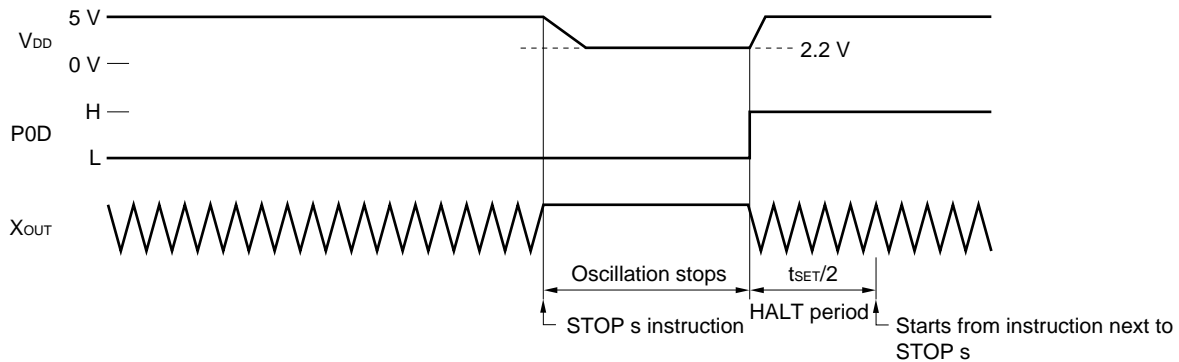 5 V
VDD
2.2 V
0 V
H
P0D
L
XOUT
Oscillation stops
tSET/2
HALT period
STOP s instruction
Starts from instruction next to
STOP s